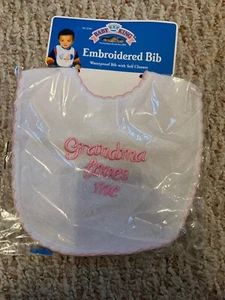 BABY KING
Embroidered Bib
Waterproof Bib with Self Closure
Grandma
loves
me